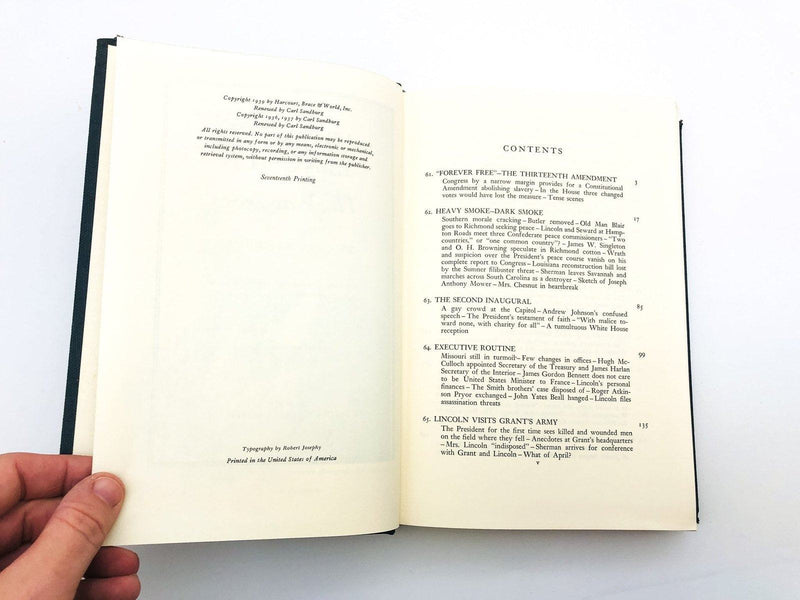 Copyright 1939 by Harcourt, Brace & World, Inc.
Renewed by Carl Sandburg
Copyright 1936, 1937 by Carl Sandburg
Renewed by Carl Sandburg
All rights reserved. No part of this publication may be reproduced
or transmitted in any form or by any means, electronic or mechanical,
including photocopy, recording, or any information storage and
retrieval system, without permission in writing from the publisher.
Seventeenth Printing
Typography by Robert Josephy
Printed in the United States of America
CONTENTS
61. "FOREVER FREE"–THE THIRTEENTH AMENDMENT 3
Congress by a narrow margin provides for a Constitutional
Amendment abolishing slavery – In the House three changed
votes would have lost the measure – Tense scenes
62. HEAVY SMOKE–DARK SMOKE 17
Southern morale cracking – Butler removed – Old Man Blair
goes to Richmond seeking peace – Lincoln and Seward at Hamp-
ton Roads meet three Confederate peace commissioners – "Two
countries," or "one common country"? – James W. Singleton
and O. H. Browning speculate in Richmond cotton – Wrath
and suspicion over the President's peace course vanish on his
complete report to Congress – Louisiana reconstruction bill lost
by the Sumner filibuster threat – Sherman leaves Savannah and
marches across South Carolina as a destroyer – Sketch of Joseph
Anthony Mower – Mrs. Chesnut in heartbreak
63. THE SECOND INAUGURAL 85
A gay crowd at the Capitol – Andrew Johnson's confused
speech – The President's testament of faith – "With malice to-
ward none, with charity for all" – A tumultuous White House
reception
64. EXECUTIVE ROUTINE 99
Missouri still in turmoil – Few changes in offices – Hugh Mc-
Culloch appointed Secretary of the Treasury and James Harlan
Secretary of the Interior – James Gordon Bennett does not care
to be United States Minister to France – Lincoln's personal
finances – The Smith brothers' case disposed of – Roger Atkin-
son Pryor exchanged – John Yates Beall hanged – Lincoln files
assassination threats
65. LINCOLN VISITS GRANT'S ARMY 135
The President for the first time sees killed and wounded men
on the field where they fell – Anecdotes at Grant's headquarters
– Mrs. Lincoln "indisposed" – Sherman arrives for conference
with Grant and Lincoln – What of April?
v